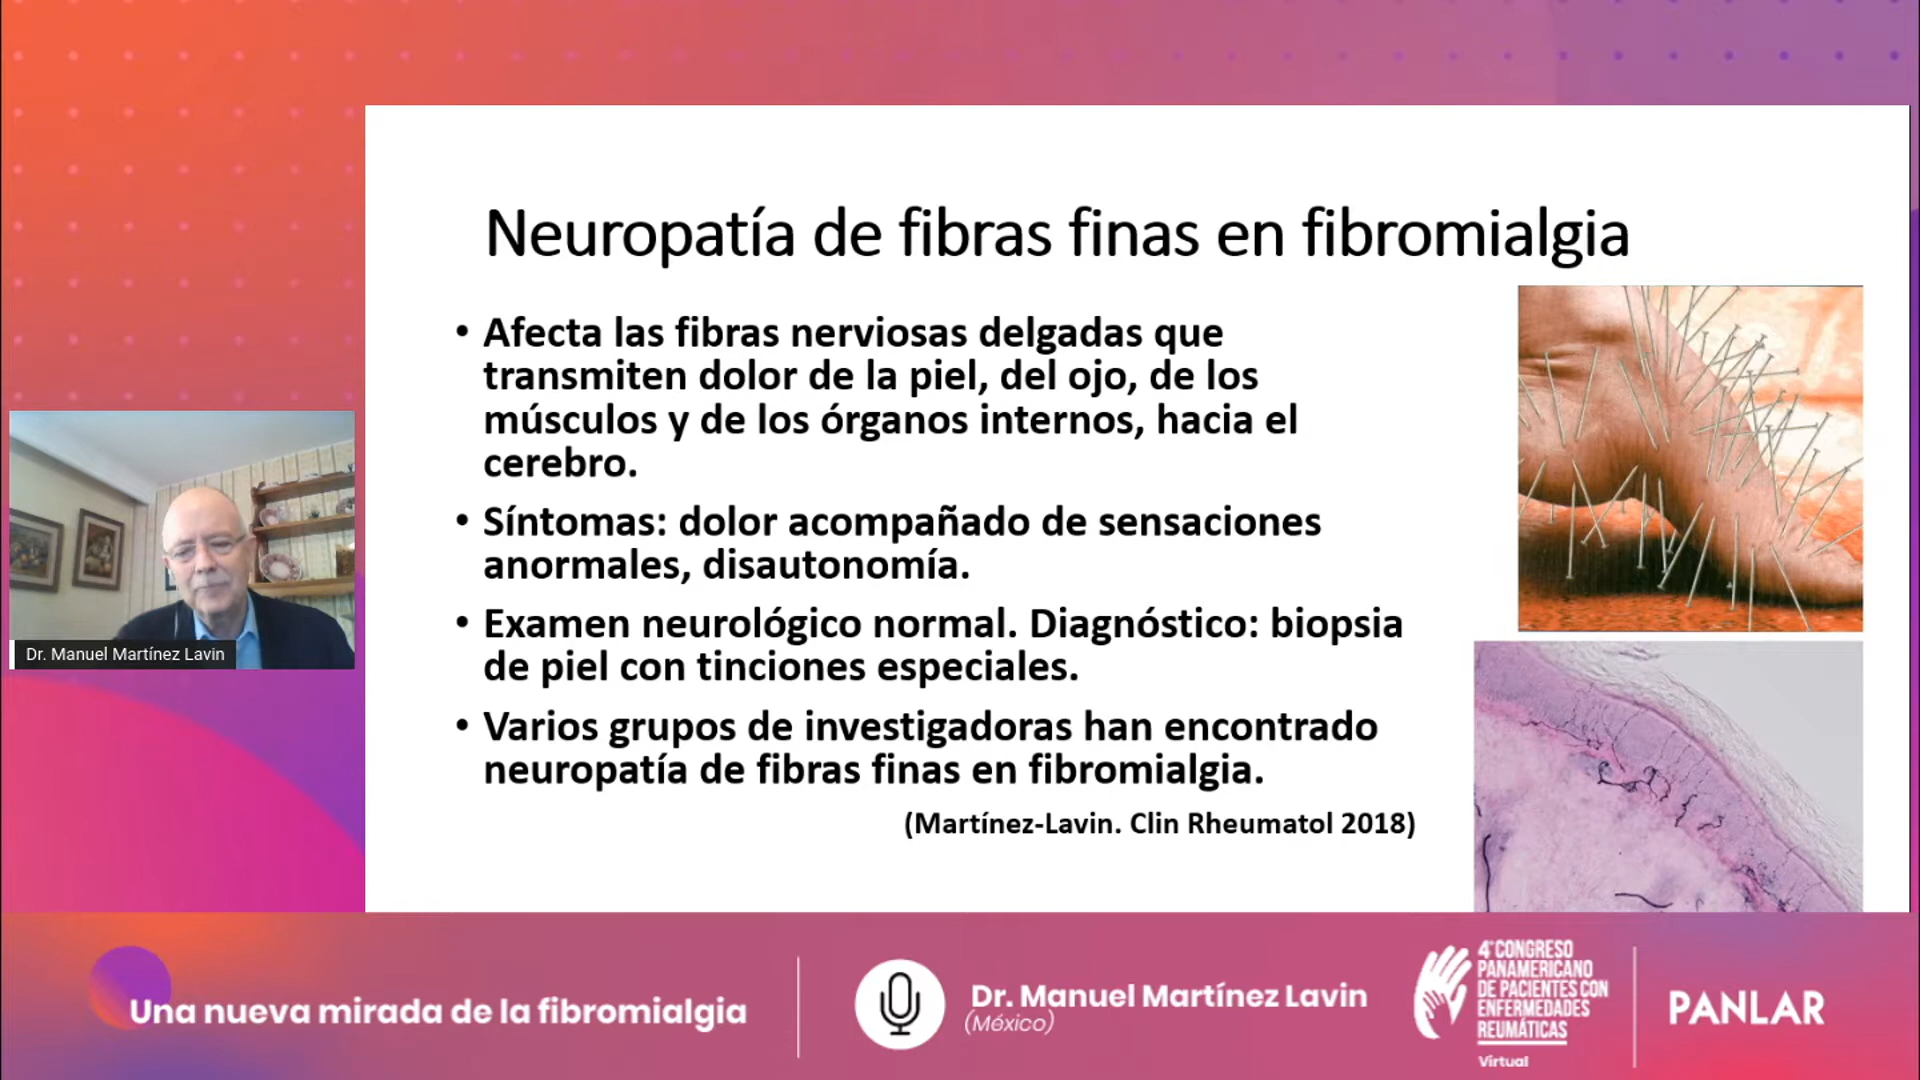 Neuropatía de fibras finas en fibromialgia
• Afecta las fibras nerviosas delgadas que
transmiten dolor de la piel, del ojo, de los
músculos y de los órganos internos, hacia el
cerebro.
• Síntomas: dolor acompañado de sensaciones
anormales, disautonomía.
• Examen neurológico normal. Diagnóstico: biopsia
de piel con tinciones especiales.
• Varios grupos de investigadoras han encontrado
neuropatía de fibras finas en fibromialgia.
(Martínez-Lavin. Clin Rheumatol 2018)
Dr. Manuel Martínez Lavin
Una nueva mirada de la fibromialgia
Dr. Manuel Martínez Lavin
(México)
4° CONGRESO
PANAMERICANO
DE PACIENTES CON
ENFERMEDADES
REUMÁTICAS
Virtual
PANLAR